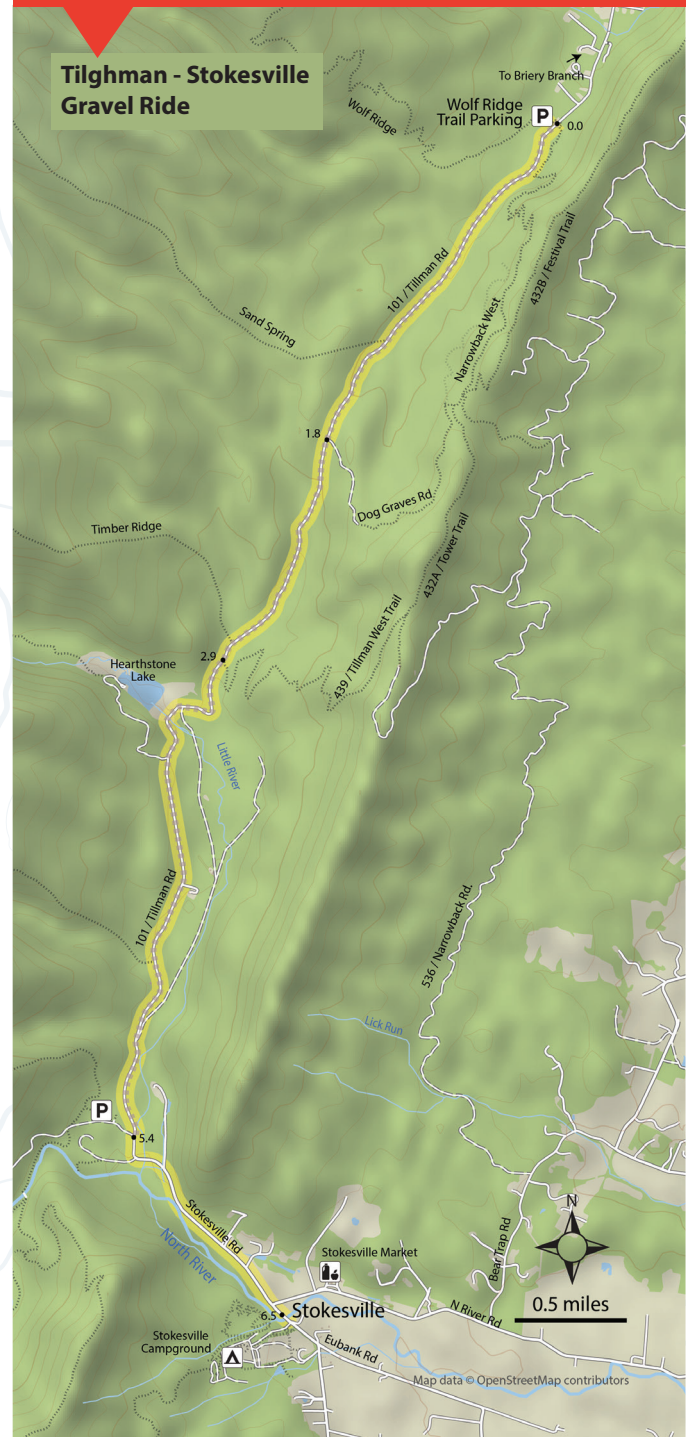 Tilghman - Stokesville
Gravel Ride
To Briery Branch
Wolf Ridge
Trail Parking
P
0.0
Wolf Ridge
101 / Tillman Rd
432B / Festival Trail
Sand Spring
Narrowback West
1.8
Dog Graves Rd
Timber Ridge
432A / Tower Trail
439 / Tillman West Trail
2.9
Hearthstone
Lake
Little River
101 / Tillman Rd
536 / Narrowback Rd.
Lick Run
P
5.4
Stokesville Rd
North River
N
Bear Trap Rd
Stokesville Market
0.5 miles
6.5
Stokesville
N River Rd
Stokesville
Campground
Eubank Rd
Map data © OpenStreetMap contributors